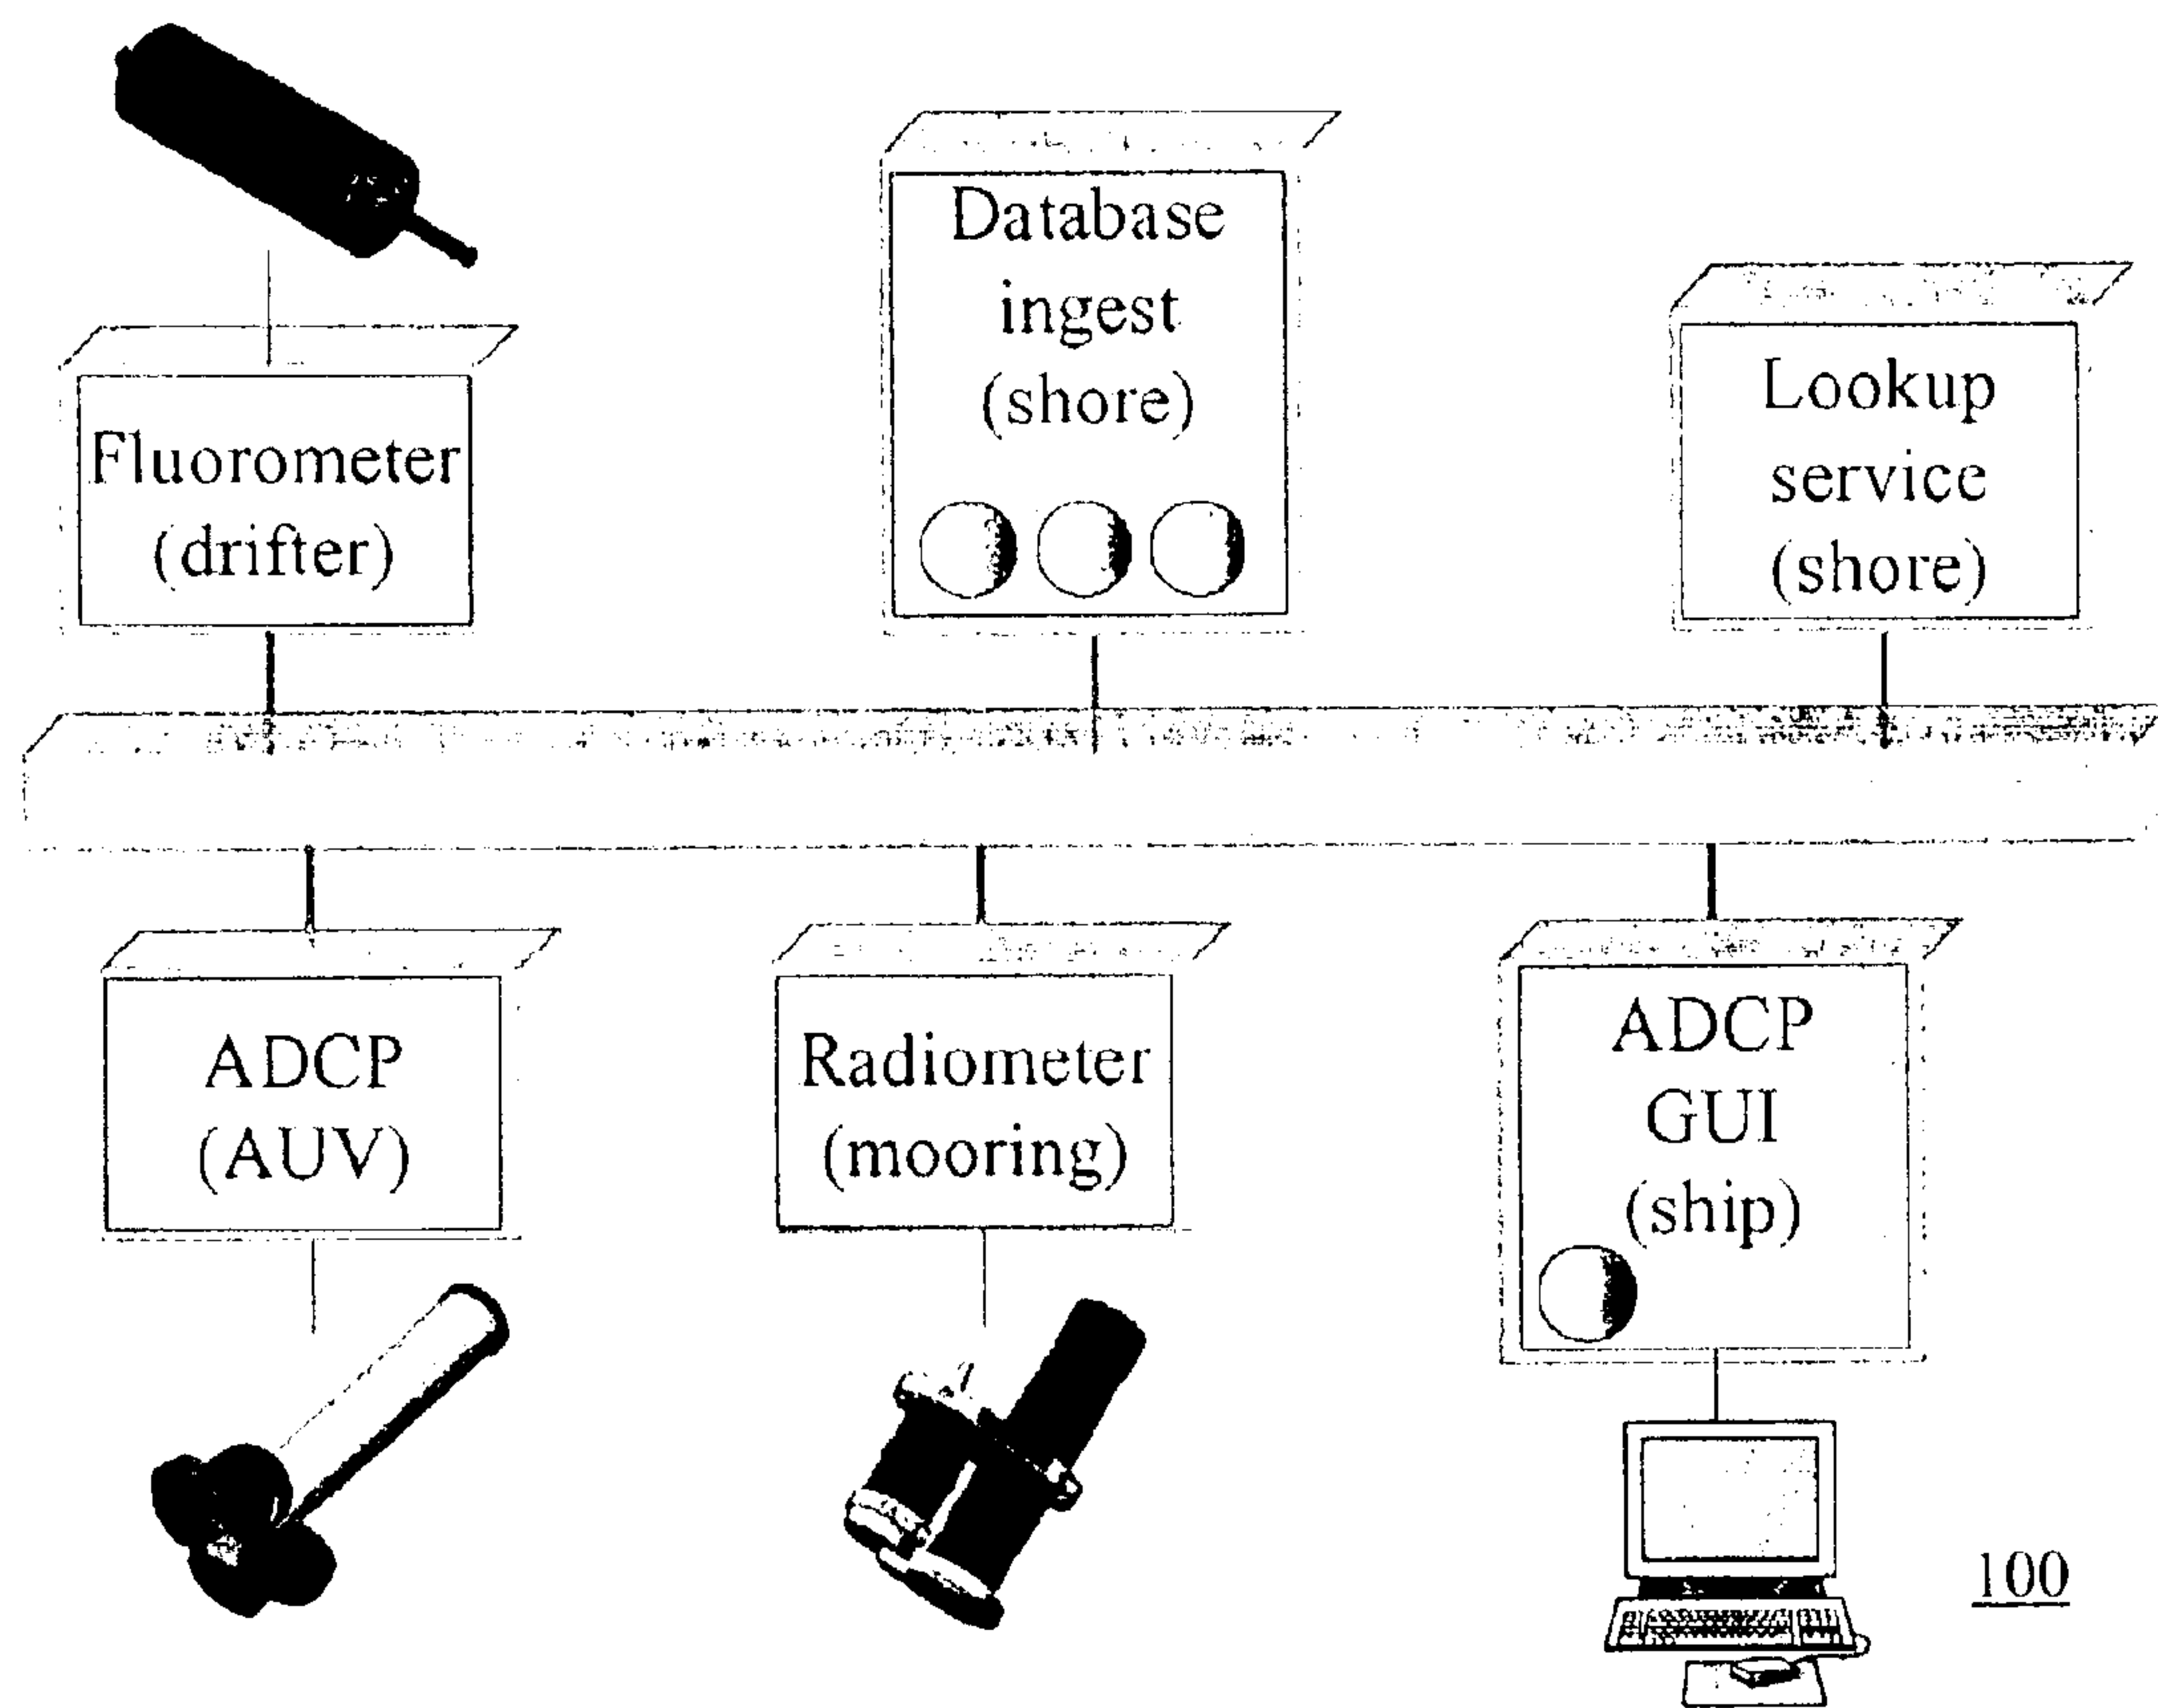 Fluorometer
(drifter)
Database
ingest
(shore)
Lookup
service
(shore)
ADCP
(AUV)
Radiometer
(mooring)
ADCP
GUI
(ship)
100